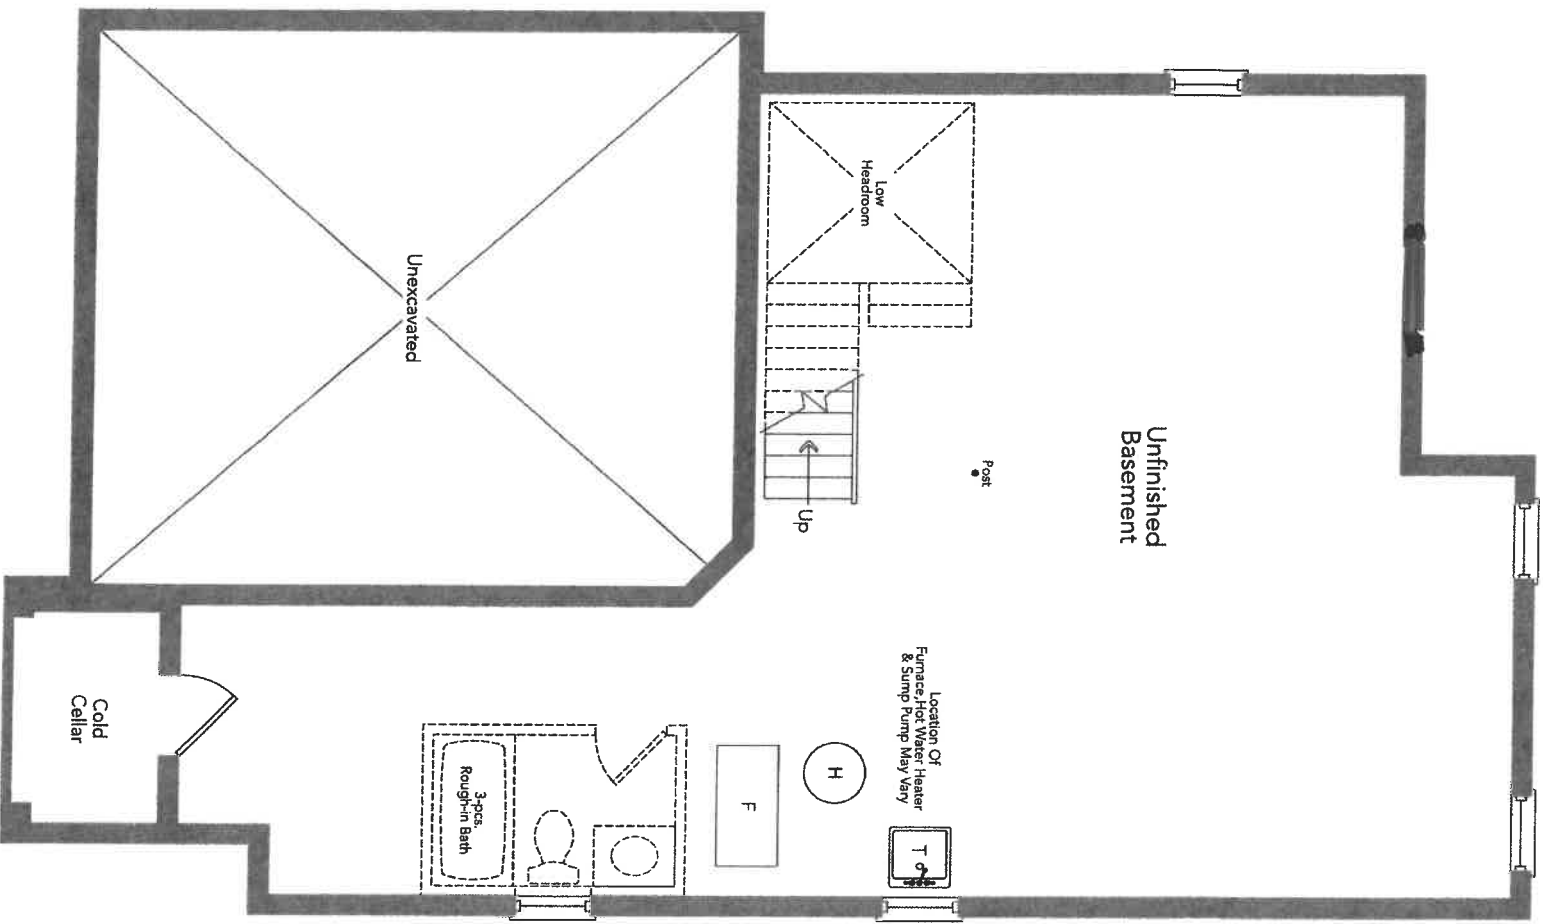 Unfinished
Basement
Low
Headroom
Post
Up
Unexcavated
Location Of
Furnace,Hot Water Heater
& Sump Pump May Vary
H
F
T
3-pcs.
Rough-in Bath
Cold
Cellar